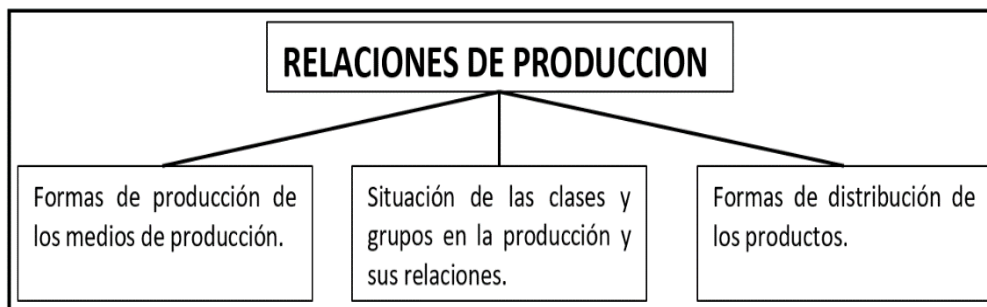 RELACIONES DE PRODUCCION
Formas de producción de
los medios de producción.
Situación de las clases y
grupos en la producción y
sus relaciones.
Formas de distribución de
los productos.